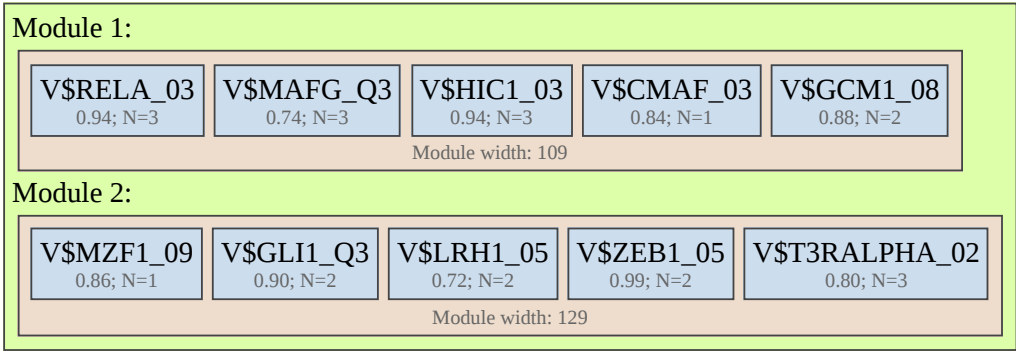 Module 1:
V$RELA_03 V$MAFG_Q3 V$HIC1_03 V$CMAF_03 V$GCM1_08
0.94; N=3 0.74; N=3 0.94; N=3 0.84; N=1 0.88; N=2
Module width: 109
Module 2:
V$MZF1_09 V$GLI1_Q3 V$LRH1_05 V$ZEB1_05 V$T3RALPHA_02
0.86; N=1 0.90; N=2 0.72; N=2 0.99; N=2 0.80; N=3
Module width: 129